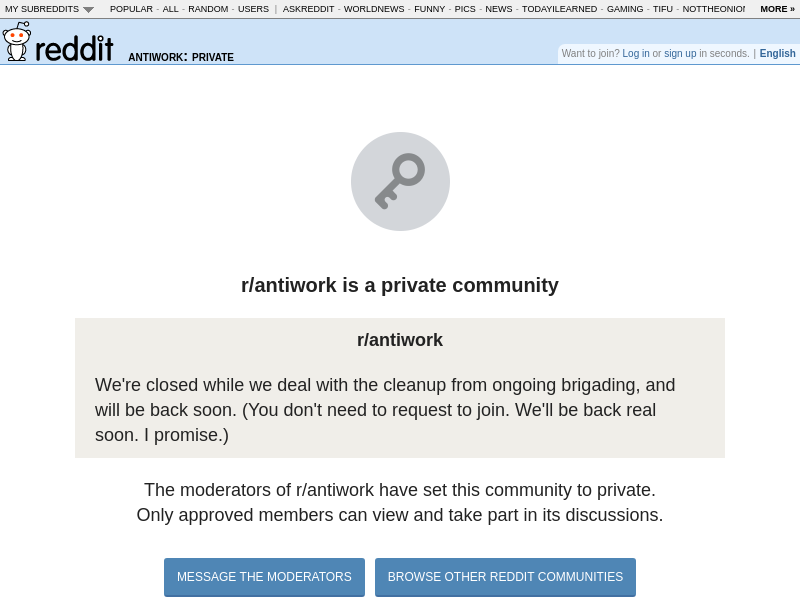 MY SUBREDDITS POPULAR - ALL - RANDOM - USERS | ASKREDDIT - WORLDNEWS - FUNNY - PICS - NEWS - TODAYILEARNED - GAMING - TIFU - NOTTHEONION MORE »
reddit ANTIWORK: PRIVATE
Want to join? Log in or sign up in seconds. | English
r/antiwork is a private community
r/antiwork
We're closed while we deal with the cleanup from ongoing brigading, and
will be back soon. (You don't need to request to join. We'll be back real
soon. I promise.)
The moderators of r/antiwork have set this community to private.
Only approved members can view and take part in its discussions.
MESSAGE THE MODERATORS BROWSE OTHER REDDIT COMMUNITIES